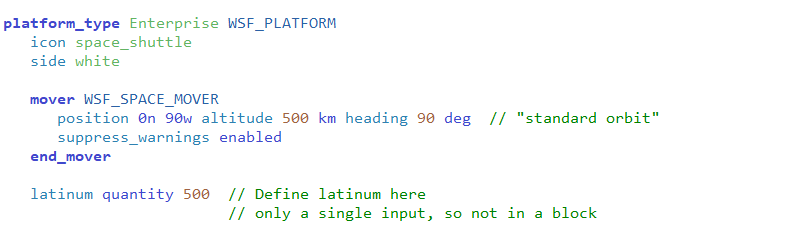 platform_type Enterprise WSF_PLATFORM
icon space_shuttle
side white
mover WSF_SPACE_MOVER
position 0n 90w altitude 500 km heading 90 deg // "standard orbit"
suppress_warnings enabled
end_mover
latinum quantity 500 // Define latinum here
// only a single input, so not in a block